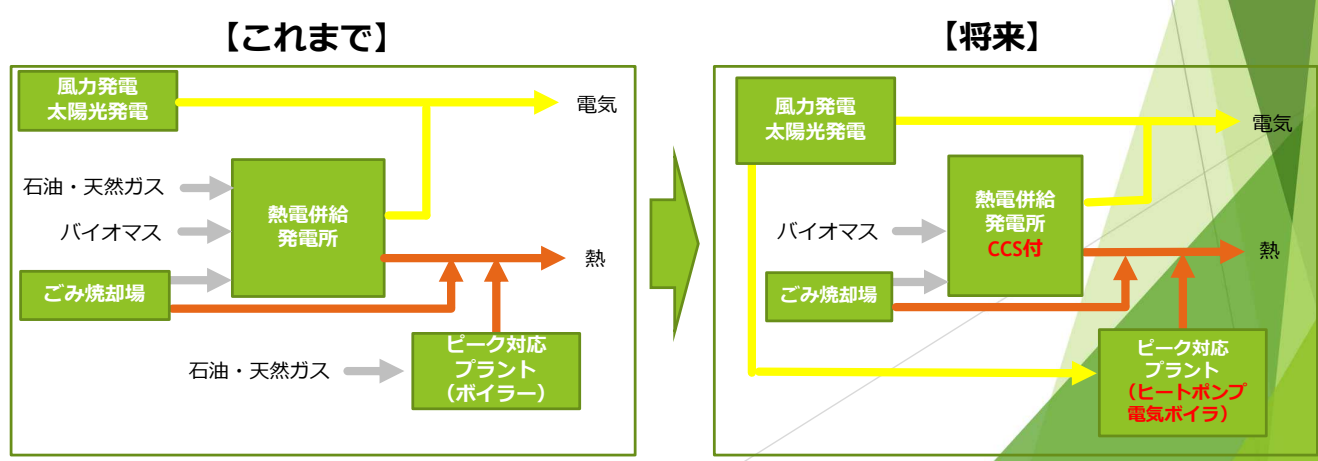 【これまで】
風力発電
太陽光発電
電気
石油・天然ガス
バイオマス
熱電併給
発電所
熱
ごみ焼却場
石油・天然ガス
ピーク対応
プラント
（ボイラー）
【将来】
風力発電
太陽光発電
電気
バイオマス
熱電併給
発電所
CCS付
熱
ごみ焼却場
ピーク対応
プラント
（ヒートポンプ
電気ボイラ）